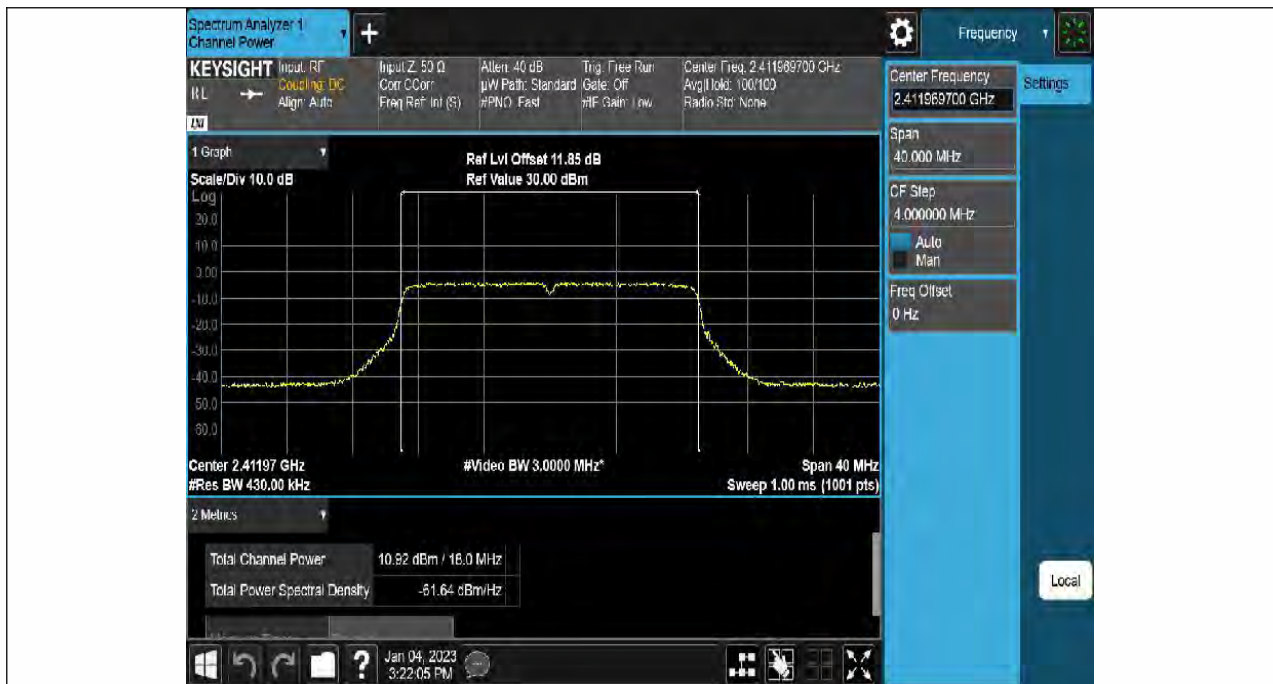 Spectrum Analyzer 1
Channel Power
+
Frequency
KEYSIGHT
RL
LXI
Input: RF
Coupling: DC
Align: Auto
Input Z: 50 Ω
Corr CCorr
Freq Ref: Int (S)
Atten: 40 dB
µW Path: Standard
#PNO: Fast
Trig: Free Run
Gate: Off
#IF Gain: Low
Center Freq: 2.411969700 GHz
Avg|Hold: 100/100
Radio Std: None
Center Frequency
2.411969700 GHz
Settings
Span
40.000 MHz
CF Step
4.000000 MHz
Auto
Man
Freq Offset
0 Hz
1 Graph
Scale/Div 10.0 dB
Ref Lvl Offset 11.85 dB
Ref Value 30.00 dBm
Log
20.0
10.0
0.00
-10.0
-20.0
-30.0
-40.0
-50.0
-60.0
Center 2.41197 GHz
#Res BW 430.00 kHz
#Video BW 3.0000 MHz*
Span 40 MHz
Sweep 1.00 ms (1001 pts)
2 Metrics
Total Channel Power 10.92 dBm / 18.0 MHz
Total Power Spectral Density -61.64 dBm/Hz
Local
?
Jan 04, 2023
3:22:05 PM